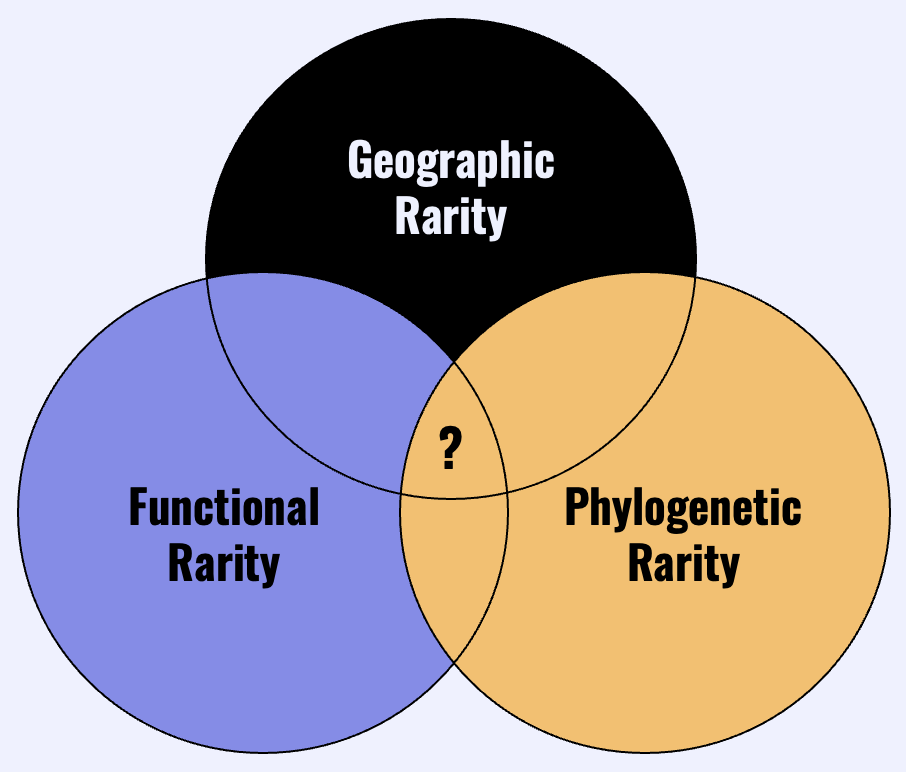 Geographic
Rarity
?
Functional
Rarity
Phylogenetic
Rarity